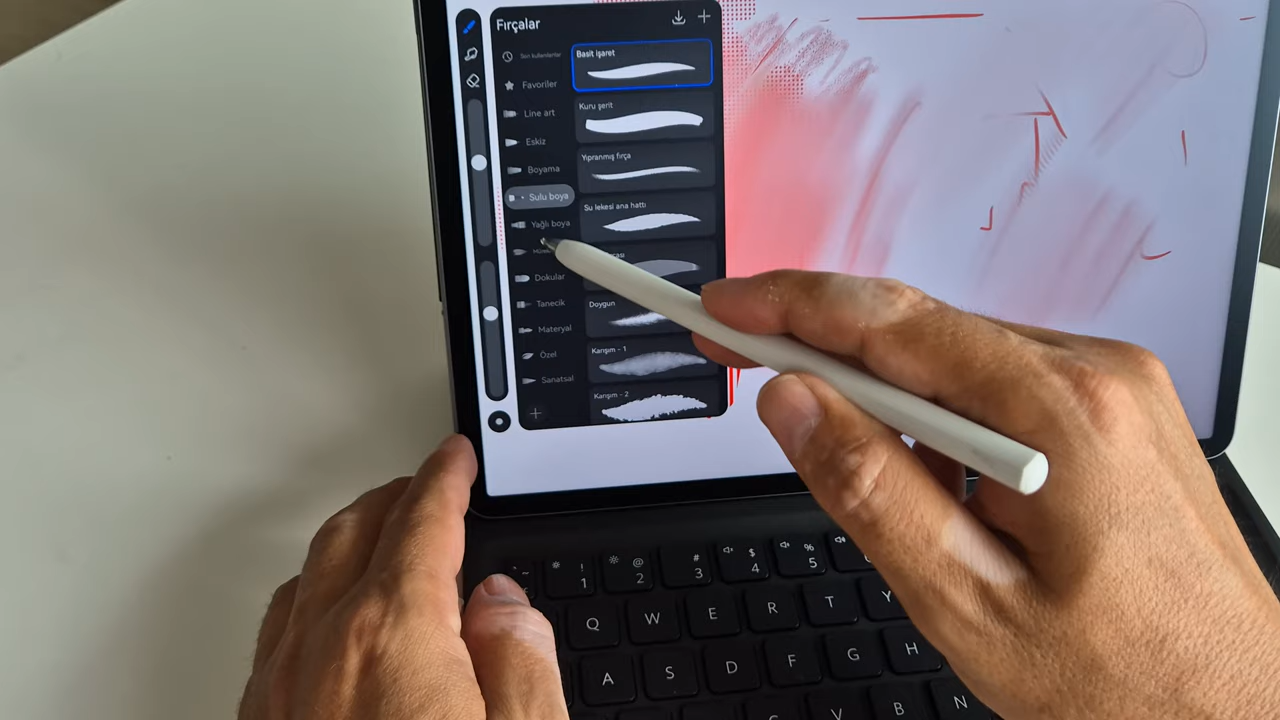 Fırçalar
Son kullanılanlar
Favoriler
Line art
Eskiz
Boyama
Sulu boya
Yağlı boya
Dokular
Tanecik
Materyal
Özel
Sanatsal
Basit işaret
Kuru şerit
Yıpranmış fırça
Su lekesi ana hattı
Doygun
Karışım - 1
Karışım - 2
~ ! @ # $ %
` 1 2 3 4 5
Q W E R T Y
A S D F G H
C V B N